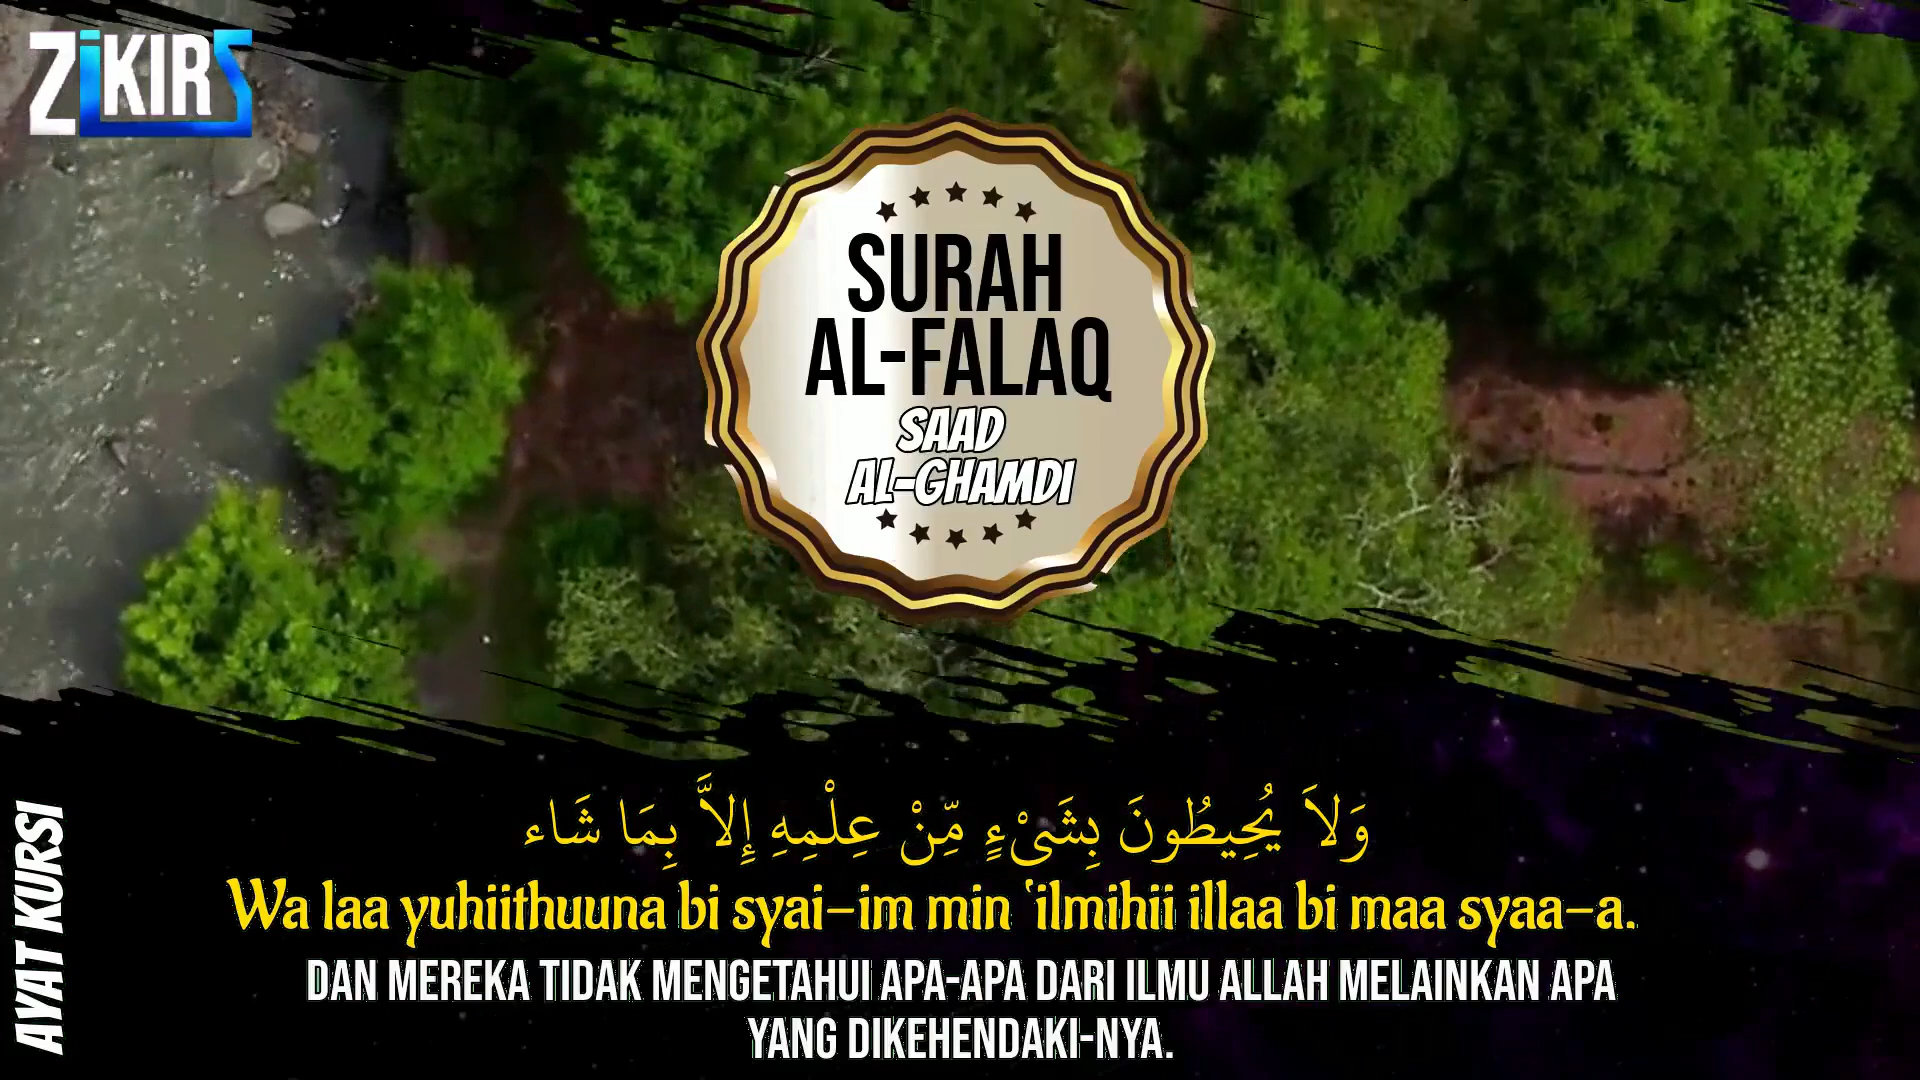 ZiKIRS
SURAH
AL-FALAQ
SAAD
AL-GHAMDI
AYAT KURSI
وَلاَ يُحِيطُونَ بِشَىْءٍ مِّنْ عِلْمِهِ إِلاَّ بِمَا شَاء
Wa laa yuhiithuuna bi syai-im min 'ilmihii illaa bi maa syaa-a.
DAN MEREKA TIDAK MENGETAHUI APA-APA DARI ILMU ALLAH MELAINKAN APA
YANG DIKEHENDAKI-NYA.